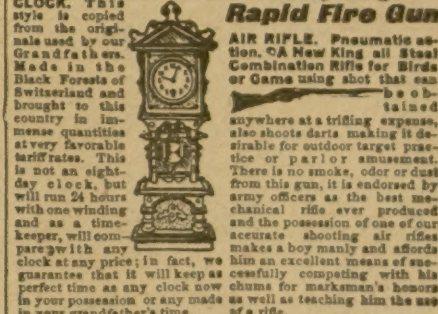 CLOCK. This
style is copied
from the origi-
nals used by our
Grandfathers.
Made in the
Black Forests of
Switzerland and
brought to this
country in im-
mense quantities
at very favorable
tariff rates. This
is not an eight-
day clock, but
will run 24 hours
with one winding
and as a time-
keeper, will com-
pare with any
clock at any price; in fact, we
guarantee that it will keep as
perfect time as any clock now
in your possession or any made
in your grandfather's time.
Rapid Fire Gun
AIR RIFLE. Pneumatic ac-
tion. A New King all Steel
Combination Rifle for Birds
or Game using shot that can
be ob-
tained
anywhere at a trifling expense,
also shoots darts making it de-
sirable for outdoor target prac-
tice or parlor amusement.
There is no smoke, odor or dust
from this gun, it is endorsed by
army officers as the best me-
chanical rifle ever produced
and the possession of one of our
accurate shooting air rifles
makes a boy manly and affords
him an excellent means of suc-
cessfully competing with his
chums for marksman's honors
as well as teaching him the use
of a rifle.